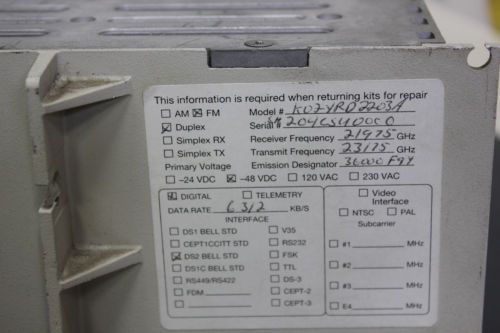 This information is required when returning kits for repair
☐ AM ☒ FM Model # K02YRD2203A
☑ Duplex Serial # 204CSU0000
☐ Simplex RX Receiver Frequency 21975 GHz
☐ Simplex TX Transmit Frequency 23175 GHz
Primary Voltage Emission Designator 36000F9Y
☐ –24 VDC ☒ –48 VDC ☐ 120 VAC ☐ 230 VAC
☒ DIGITAL ☐ TELEMETRY
DATA RATE 6312 KB/S
INTERFACE
☐ DS1 BELL STD ☐ V35
☐ CEPT1CCITT STD ☐ RS232
☒ DS2 BELL STD ☐ FSK
☐ DS1C BELL STD ☐ TTL
☐ RS449/RS422 ☐ DS-3
☐ FDM ☐ CEPT-2
☐ ☐ CEPT-3
☐ Video
Interface
☐ NTSC ☐ PAL
Subcarrier
☐ #1 MHz
☐ #2 MHz
☐ #3 MHz
☐ E4 MHz